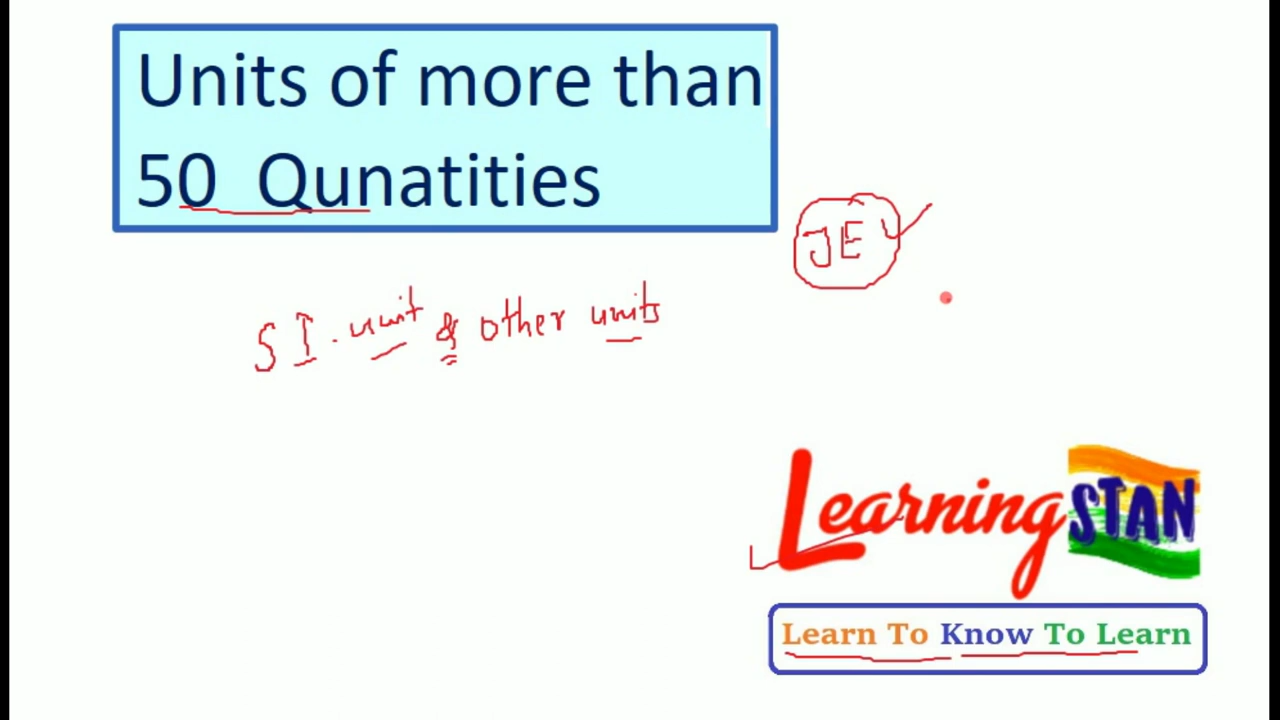 Units of more than
50 Qunatities
JE
S I. unit & other units
LearningSTAN
Learn To Know To Learn